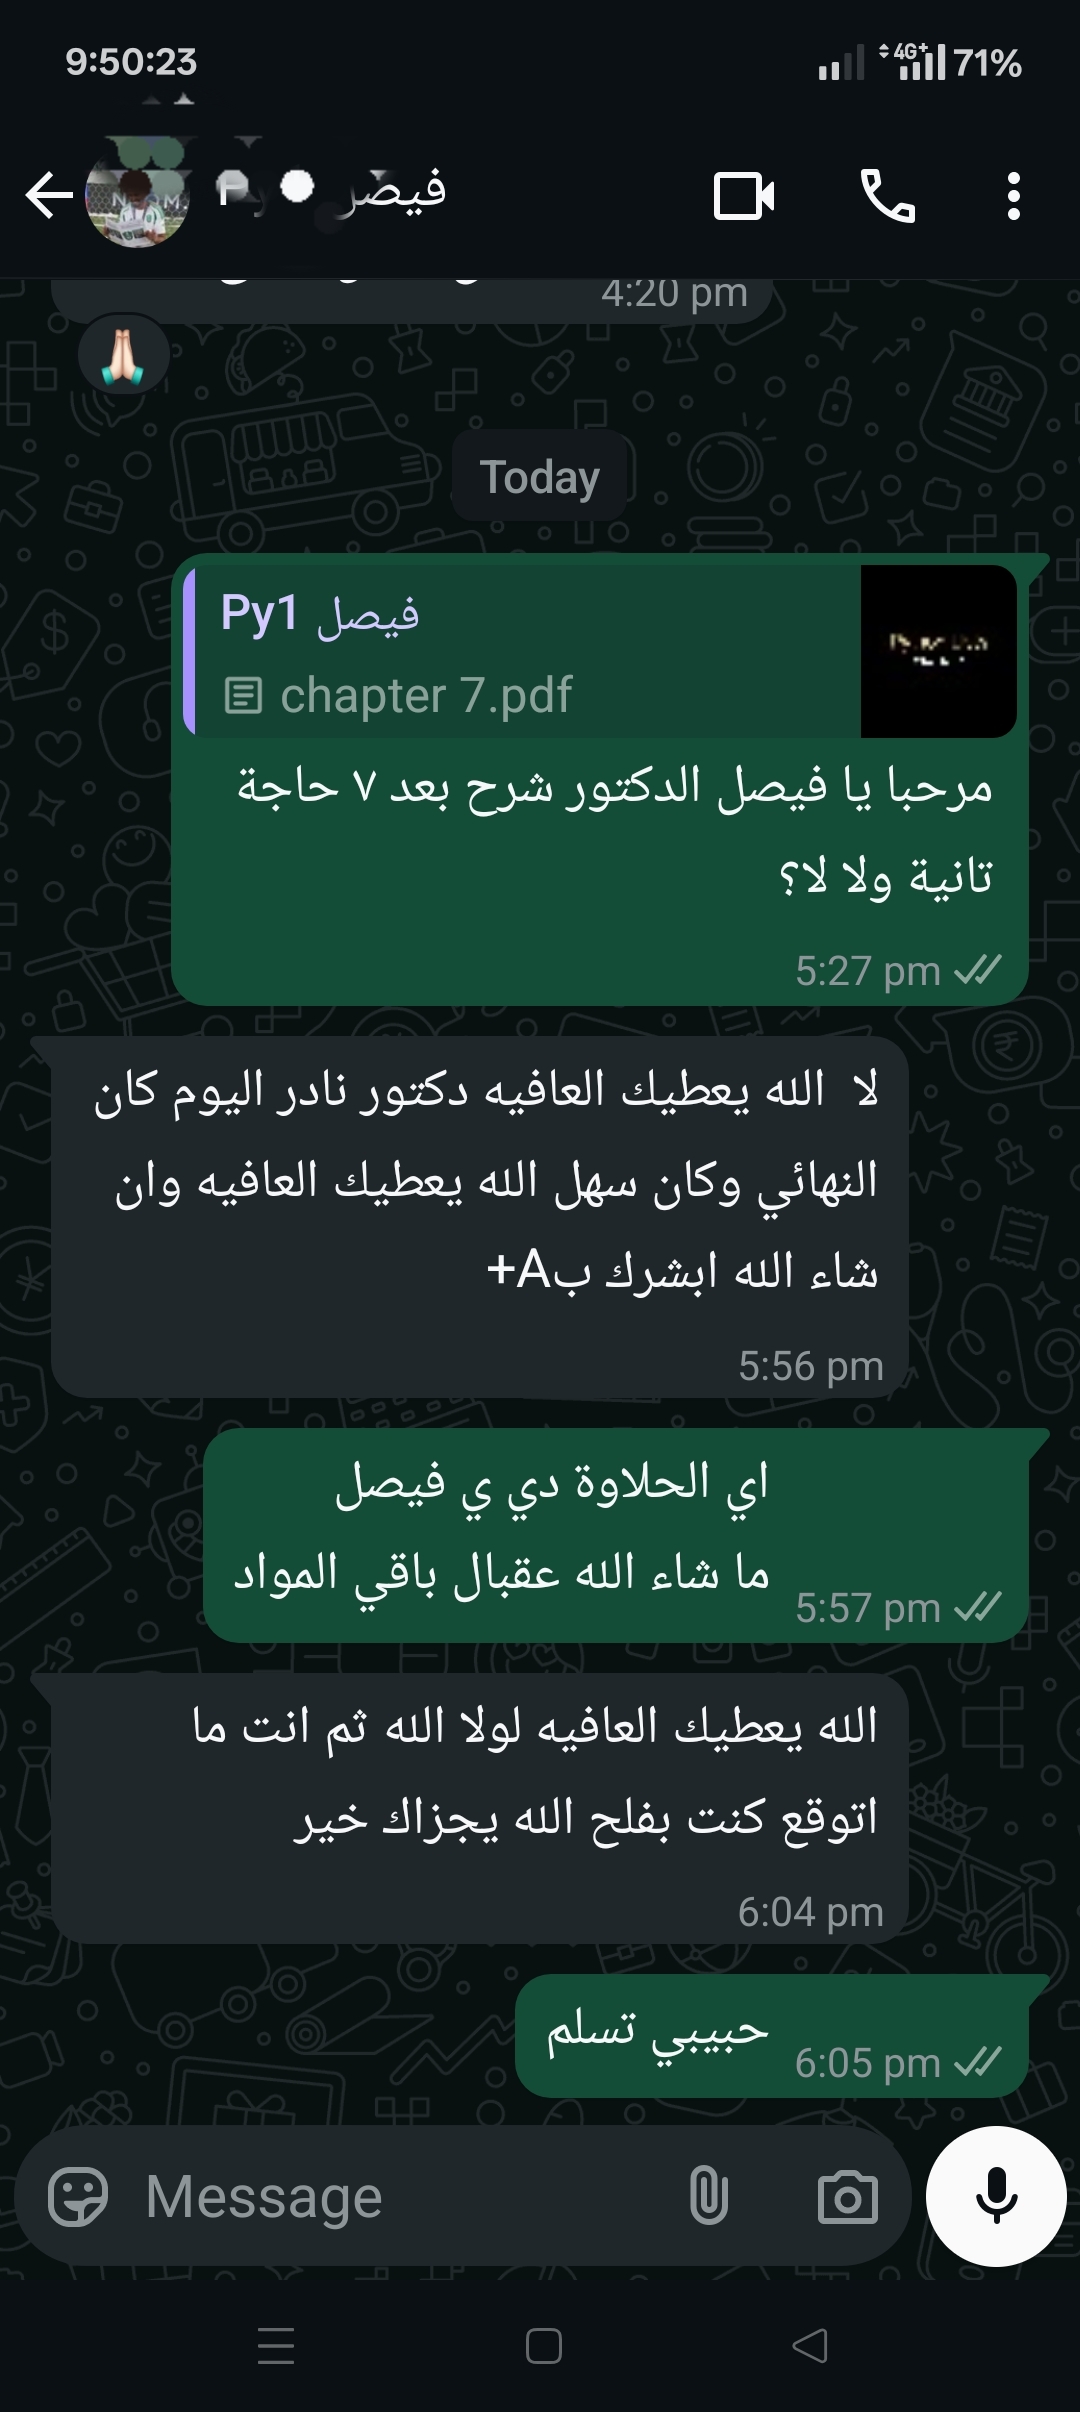 9:50:23
4G+ 71%
فيصل
4:20 pm
Today
Py1 فيصل
chapter 7.pdf
مرحبا يا فيصل الدكتور شرح بعد ٧ حاجة
تانية ولا لا؟
5:27 pm
لا الله يعطيك العافيه دكتور نادر اليوم كان
النهائي وكان سهل الله يعطيك العافيه وان
شاء الله ابشرك بA+
5:56 pm
اي الحلاوة دي ي فيصل
ما شاء الله عقبال باقي المواد
5:57 pm
الله يعطيك العافيه لولا الله ثم انت ما
اتوقع كنت بفلح الله يجزاك خير
6:04 pm
حبيبي تسلم
6:05 pm
Message